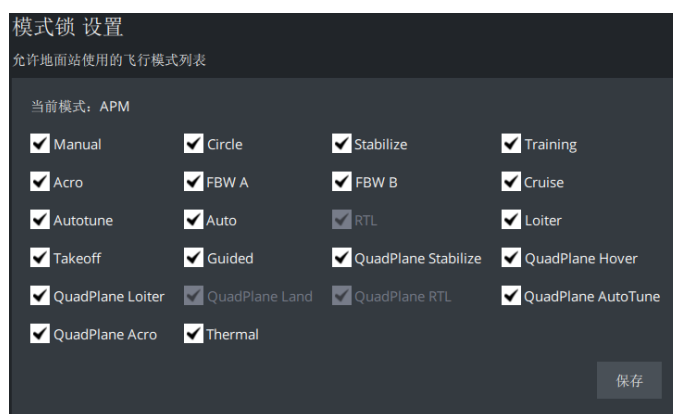 模式锁 设置
允许地面站使用的飞行模式列表
当前模式：APM
Manual Circle Stabilize Training
Acro FBW A FBW B Cruise
Autotune Auto RTL Loiter
Takeoff Guided QuadPlane Stabilize QuadPlane Hover
QuadPlane Loiter QuadPlane Land QuadPlane RTL QuadPlane AutoTune
QuadPlane Acro Thermal
保存